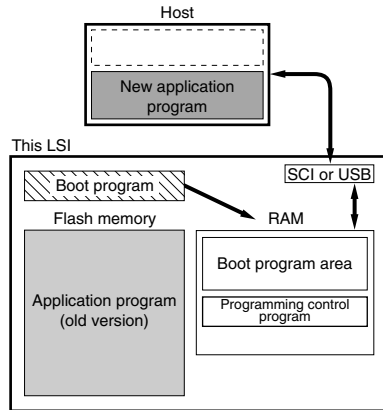 Host
New application
program
This LSI
SCI or USB
Boot program
Flash memory
RAM
Application program
(old version)
Boot program area
Programming control
program